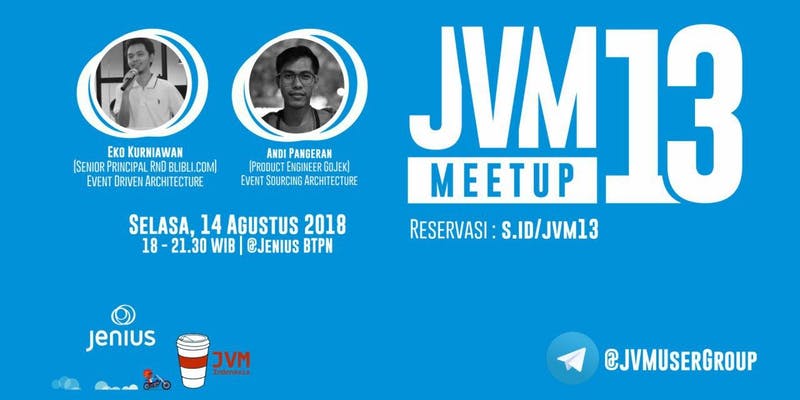 Eko Kurniawan
(Senior Principal RnD blibli.com)
Event Driven Architecture
Andi Pangeran
(Product Engineer GoJek)
Event Sourcing Architecture
Selasa, 14 Agustus 2018
18 - 21.30 WIB | @Jenius BTPN
JVM 13
MEETUP
Reservasi : s.id/jvm13
jenius
JVM
Indonesia
@JVMUserGroup